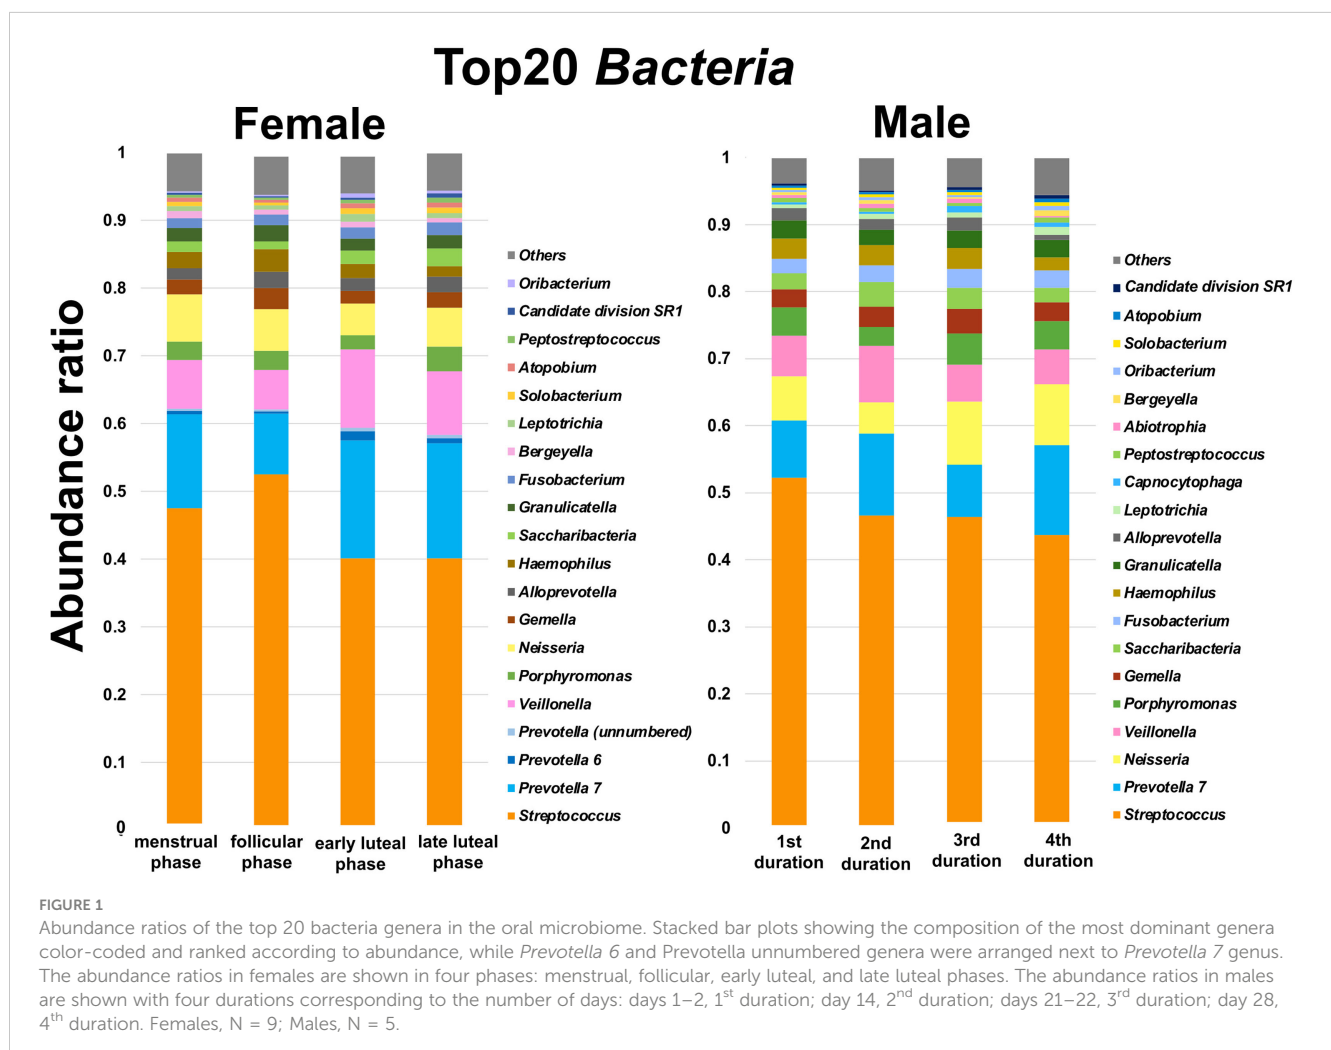 Top20 Bacteria
Female
Male
Abundance ratio
1
0.9
0.8
0.7
0.6
0.5
0.4
0.3
0.2
0.1
0
menstrual
phase
follicular
phase
early luteal
phase
late luteal
phase
Others
Oribacterium
Candidate division SR1
Peptostreptococcus
Atopobium
Solobacterium
Leptotrichia
Bergeyella
Fusobacterium
Granulicatella
Saccharibacteria
Haemophilus
Alloprevotella
Gemella
Neisseria
Porphyromonas
Veillonella
Prevotella (unnumbered)
Prevotella 6
Prevotella 7
Streptococcus
1
0.9
0.8
0.7
0.6
0.5
0.4
0.3
0.2
0.1
0
1st
duration
2nd
duration
3rd
duration
4th
duration
Others
Candidate division SR1
Atopobium
Solobacterium
Oribacterium
Bergeyella
Abiotrophia
Peptostreptococcus
Capnocytophaga
Leptotrichia
Alloprevotella
Granulicatella
Haemophilus
Fusobacterium
Saccharibacteria
Gemella
Porphyromonas
Veillonella
Neisseria
Prevotella 7
Streptococcus
FIGURE 1
Abundance ratios of the top 20 bacteria genera in the oral microbiome. Stacked bar plots showing the composition of the most dominant genera
color-coded and ranked according to abundance, while Prevotella 6 and Prevotella unnumbered genera were arranged next to Prevotella 7 genus.
The abundance ratios in females are shown in four phases: menstrual, follicular, early luteal, and late luteal phases. The abundance ratios in males
are shown with four durations corresponding to the number of days: days 1–2, 1st duration; day 14, 2nd duration; days 21–22, 3rd duration; day 28,
4th duration. Females, N = 9; Males, N = 5.